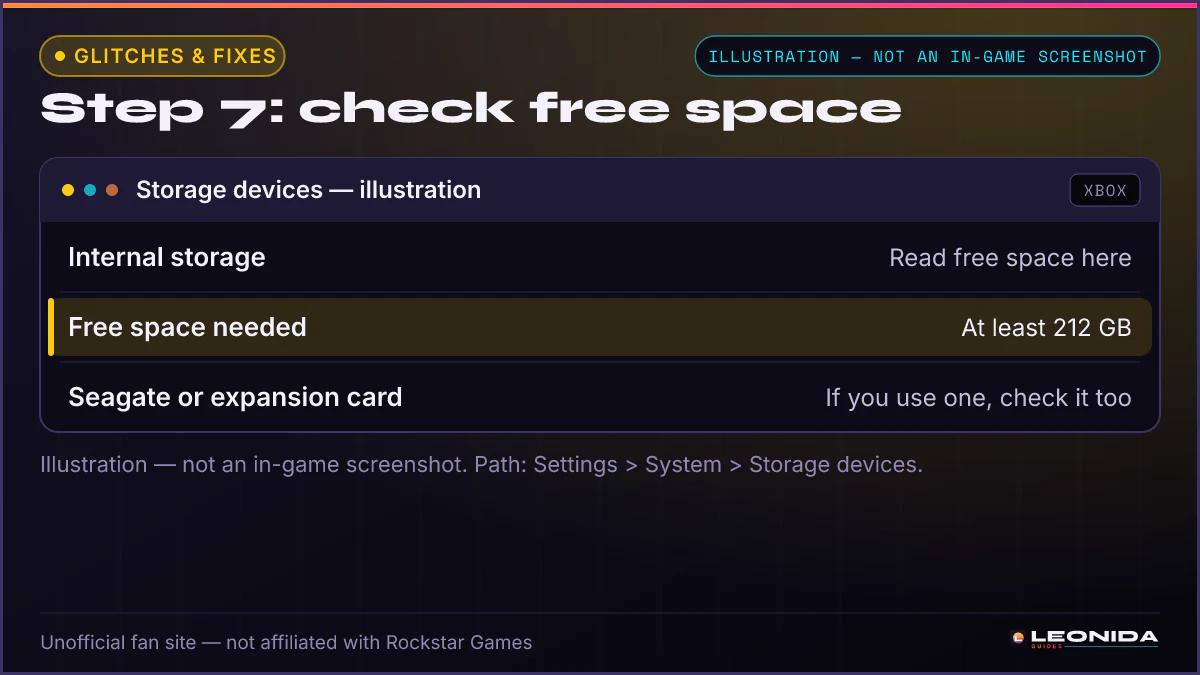 GLITCHES & FIXES
ILLUSTRATION — NOT AN IN-GAME SCREENSHOT
Step 7: check free space
Storage devices — illustration
XBOX
Internal storage
Read free space here
Free space needed
At least 212 GB
Seagate or expansion card
If you use one, check it too
Illustration — not an in-game screenshot. Path: Settings > System > Storage devices.
Unofficial fan site — not affiliated with Rockstar Games
LEONIDA
GUIDES